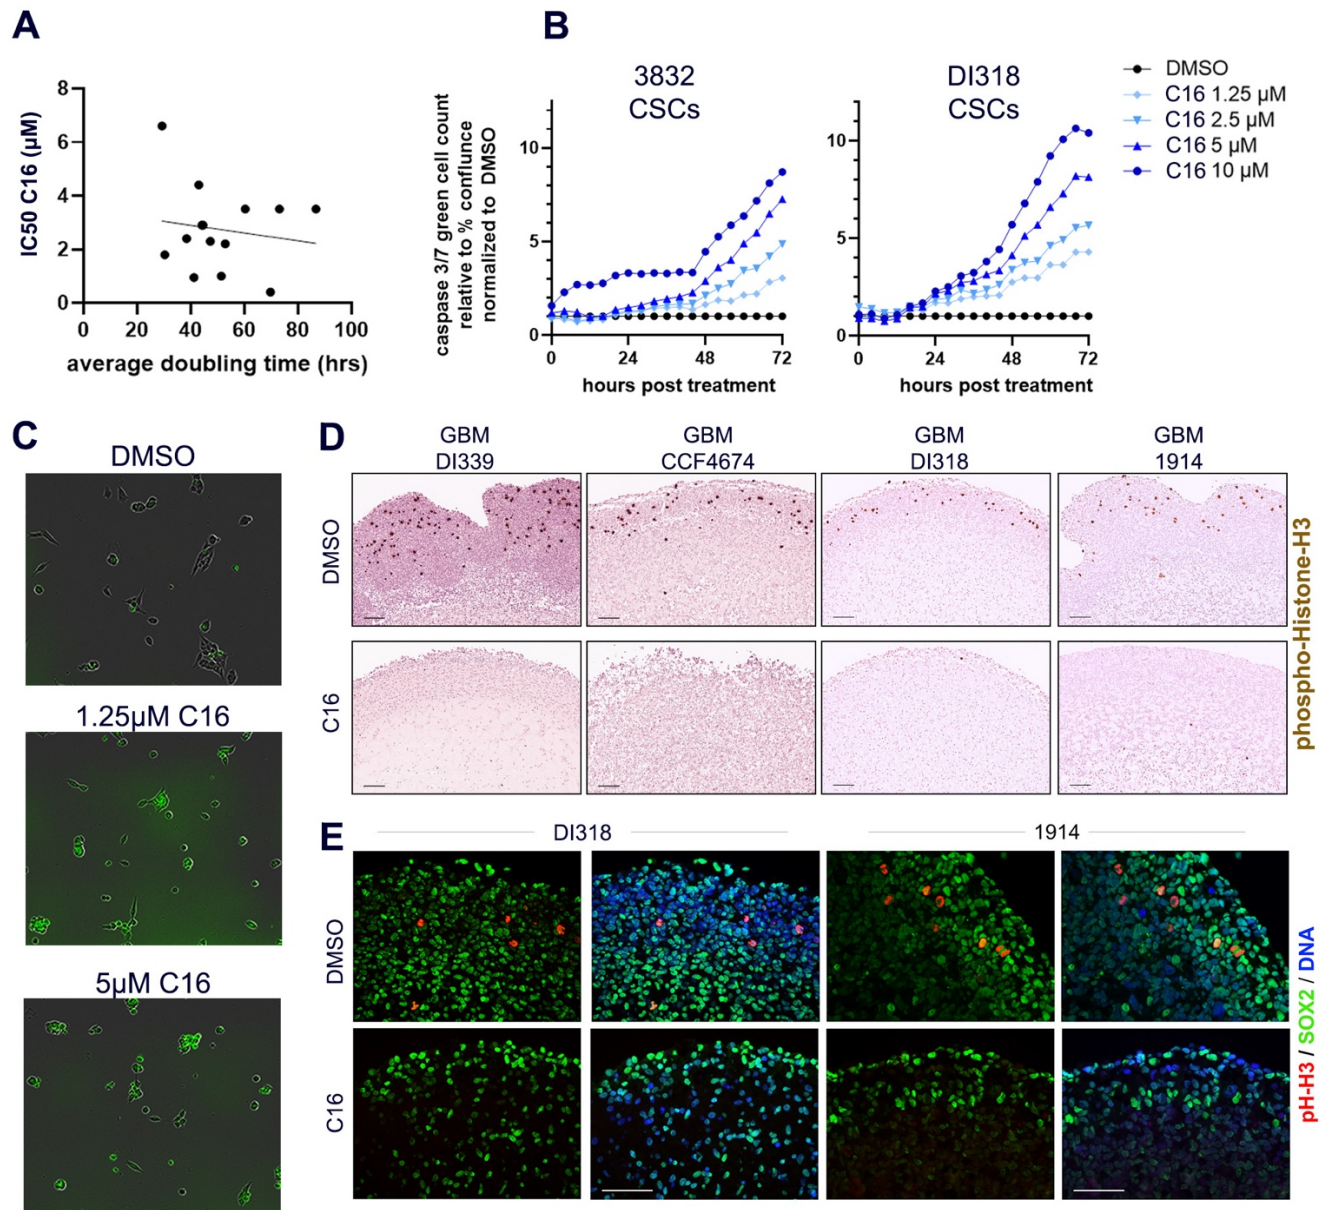 A
IC50 C16 (µM)
8
6
4
2
0
0 20 40 60 80 100
average doubling time (hrs)
B
caspase 3/7 green cell count
relative to % conflunce
normalized to DMSO
3832
CSCs
10
5
0
0 24 48 72
hours post treatment
DI318
CSCs
10
5
0
0 24 48 72
hours post treatment
DMSO
C16 1.25 µM
C16 2.5 µM
C16 5 µM
C16 10 µM
C
DMSO
1.25µM C16
5µM C16
D
GBM
DI339
GBM
CCF4674
GBM
DI318
GBM
1914
DMSO
C16
phospho-Histone-H3
E
DI318
1914
DMSO
C16
pH-H3 / SOX2 / DNA